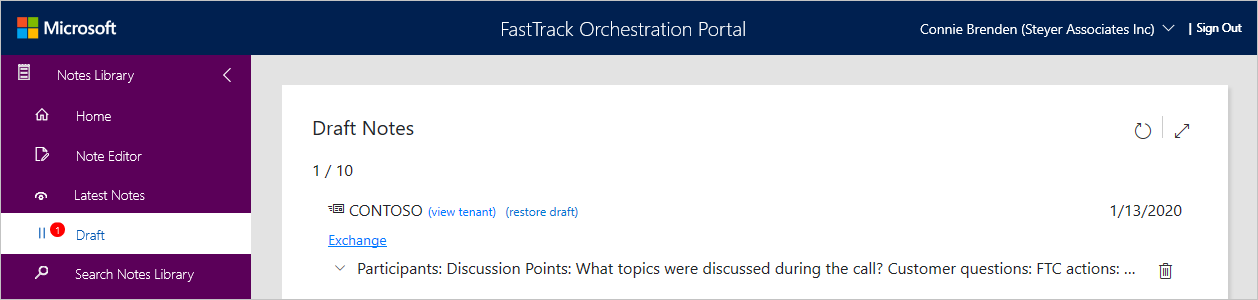 Microsoft
FastTrack Orchestration Portal
Connie Brenden (Steyer Associates Inc)
| Sign Out
Notes Library
Home
Note Editor
Latest Notes
1
Draft
Search Notes Library
Draft Notes
1 / 10
CONTOSO (view tenant) (restore draft) 1/13/2020
Exchange
Participants: Discussion Points: What topics were discussed during the call? Customer questions: FTC actions: ...